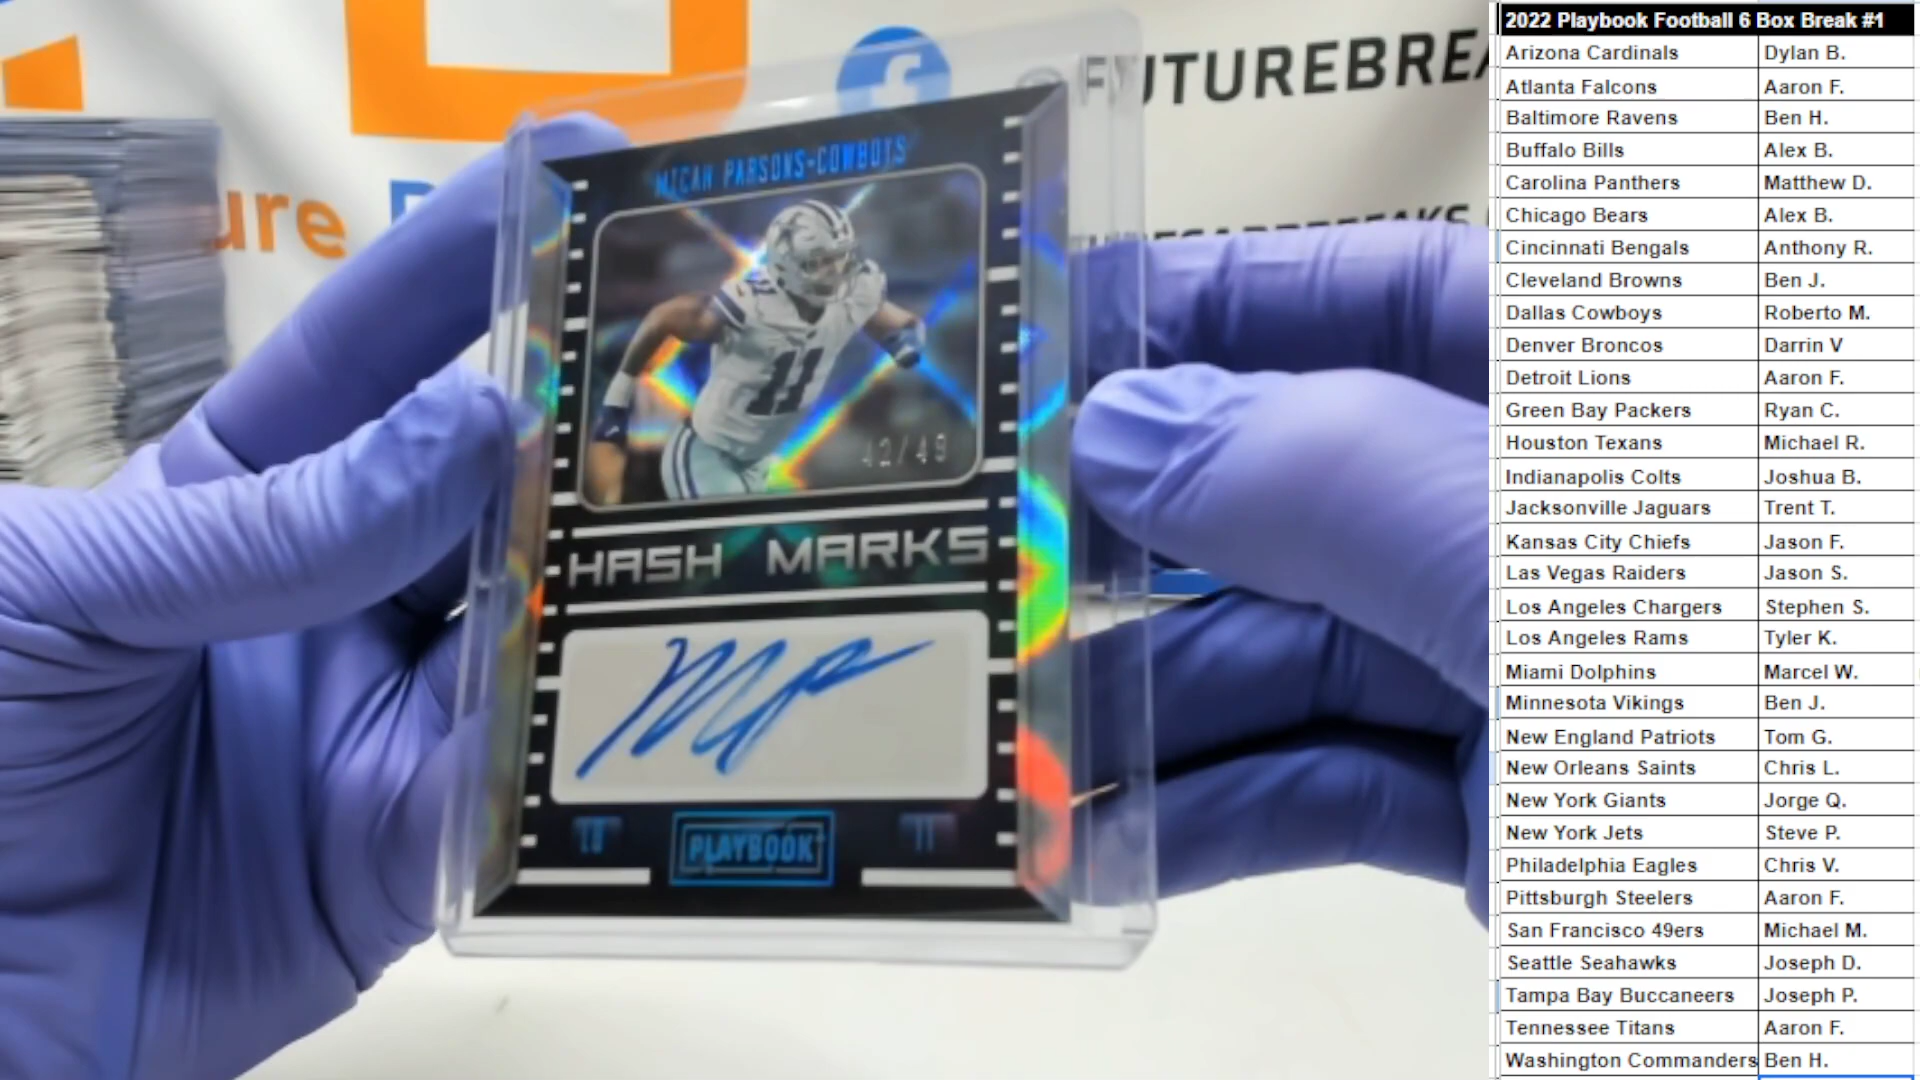 FUTUREBREA
ure
MICAH PARSONS-COWBOYS
11
42/49
HASH MARKS
MP
PLAYBOOK
11
2022 Playbook Football 6 Box Break #1
Arizona Cardinals Dylan B.
Atlanta Falcons Aaron F.
Baltimore Ravens Ben H.
Buffalo Bills Alex B.
Carolina Panthers Matthew D.
Chicago Bears Alex B.
Cincinnati Bengals Anthony R.
Cleveland Browns Ben J.
Dallas Cowboys Roberto M.
Denver Broncos Darrin V
Detroit Lions Aaron F.
Green Bay Packers Ryan C.
Houston Texans Michael R.
Indianapolis Colts Joshua B.
Jacksonville Jaguars Trent T.
Kansas City Chiefs Jason F.
Las Vegas Raiders Jason S.
Los Angeles Chargers Stephen S.
Los Angeles Rams Tyler K.
Miami Dolphins Marcel W.
Minnesota Vikings Ben J.
New England Patriots Tom G.
New Orleans Saints Chris L.
New York Giants Jorge Q.
New York Jets Steve P.
Philadelphia Eagles Chris V.
Pittsburgh Steelers Aaron F.
San Francisco 49ers Michael M.
Seattle Seahawks Joseph D.
Tampa Bay Buccaneers Joseph P.
Tennessee Titans Aaron F.
Washington Commanders Ben H.